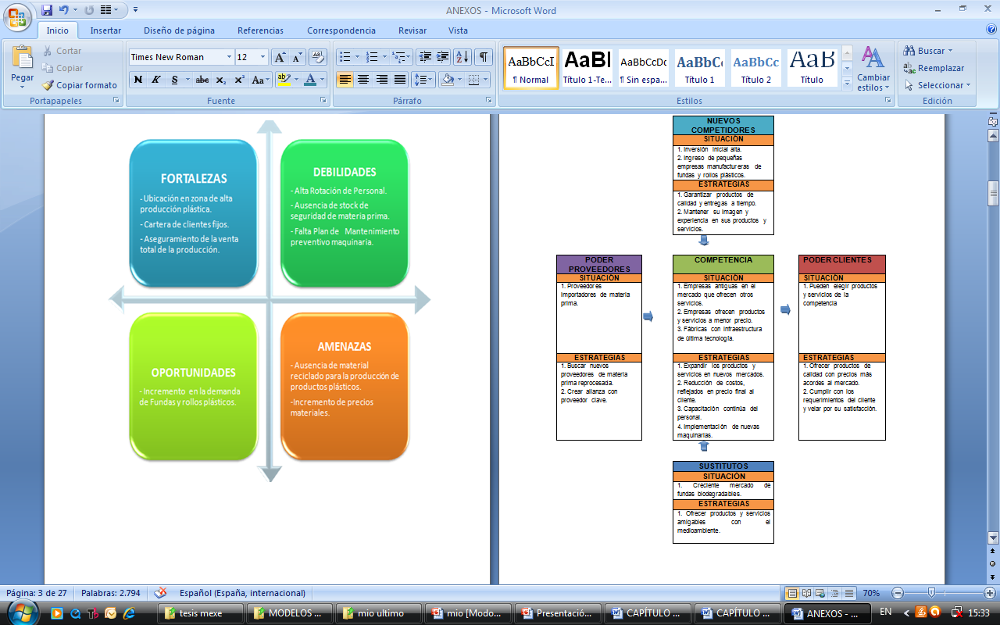 ANEXOS - Microsoft Word
Inicio Insertar Diseño de página Referencias Correspondencia Revisar Vista
Pegar
Cortar
Copiar
Copiar formato
Portapapeles
Times New Roman 12
N K S abc x₂ x² Aa
Fuente
Párrafo
AaBbCcI AaBl AaBbCcDc AaBbCc AaBbCc AaB
¶ Normal Título 1-Te... ¶ Sin espa... Título 1 Título 2 Título
Cambiar estilos
Estilos
Buscar
Reemplazar
Seleccionar
Edición
FORTALEZAS
- Ubicación en zona de alta
producción plástica.
- Cartera de clientes fijos.
- Aseguramiento de la venta
total de la producción.
DEBILIDADES
- Alta Rotación de Personal.
- Ausencia de stock de
seguridad de materia prima.
- Falta Plan de Mantenimiento
preventivo maquinaria.
OPORTUNIDADES
- Incremento en la demanda
de Fundas y rollos plásticos.
AMENAZAS
- Ausencia de material
reciclado para la producción de
productos plásticos.
-Incremento de precios
materiales.
NUEVOS
COMPETIDORES
SITUACIÓN
1. Inversión inicial alta.
2. Ingreso de pequeñas
empresas manufactureras de
fundas y rollos plásticos.
ESTRATEGIAS
1. Garantizar productos de
calidad y entregas a tiempo.
2. Mantener su imagen y
experiencia en sus productos y
servicios.
PODER
PROVEEDORES
SITUACIÓN
1. Proveedores
importadores de materia
prima.
ESTRATEGIAS
1. Buscar nuevos
proveedores de materia
prima reprocesada.
2. Crear alianza con
proveedor clave.
COMPETENCIA
SITUACIÓN
1. Empresas antiguas en el
mercado que ofrecen otros
servicios.
2. Empresas ofrecen productos
y servicios a menor precio.
3. Fábricas con infraestructura
de última tecnología.
ESTRATEGIAS
1. Expandir los productos y
servicios en nuevos mercados.
2. Reducción de costos,
reflejados en precio final al
cliente.
3. Capacitación continúa del
personal.
4. Implementación de nuevas
maquinarias.
PODER CLIENTES
SITUACIÓN
1. Pueden elegir productos
y servicios de la
competencia
ESTRATEGIAS
1. Ofrecer productos de
calidad con precios más
acordes al mercado.
2. Cumplir con los
requerimientos del cliente
y velar por su satisfacción.
SUSTITUTOS
SITUACIÓN
1. Creciente mercado de
fundas biodegradables.
ESTRATEGIAS
1. Ofrecer productos y servicios
amigables con el
medioambiente.
Página: 3 de 27 Palabras: 2.794 Español (España, internacional) 70%
tesis mexe MODELOS ... mio ultimo mio [Modo... Presentació... CAPÍTULO ... CAPÍTULO ... ANEXOS - ... EN 15:33